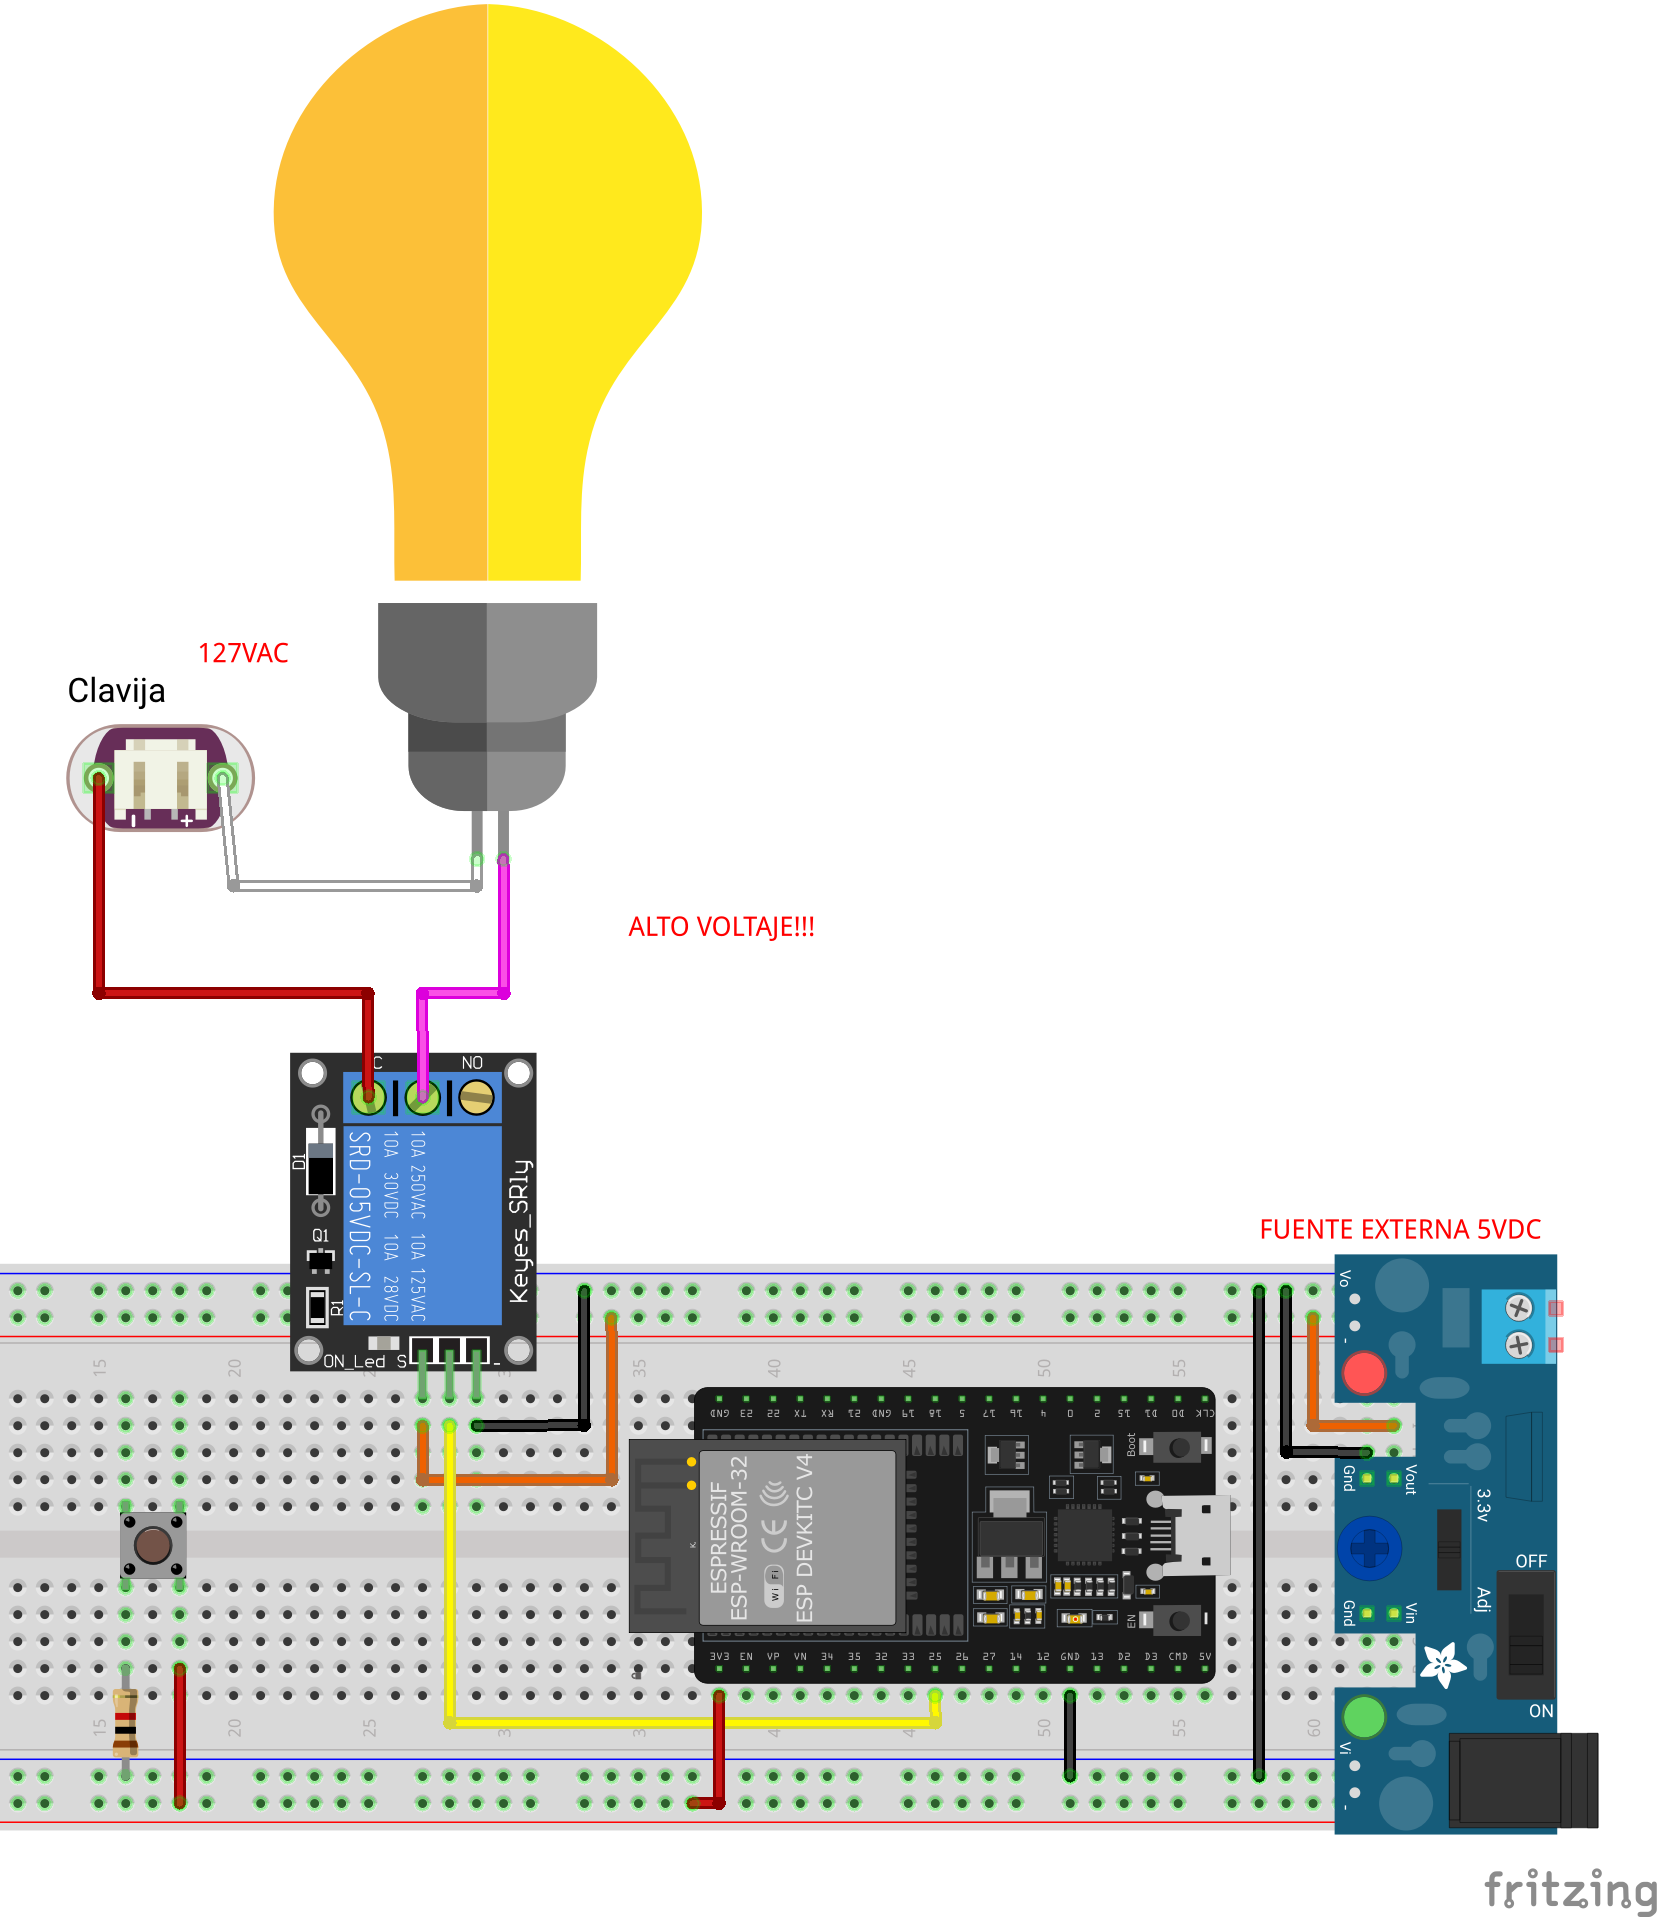 127VAC
Clavija
ALTO VOLTAJE!!!
C
NO
D1
SRD-05VDC-SL-C
10A 30VDC 10A 28VDC
10A 250VAC 10A 125VAC
Keyes_SRly
Q1
R1
ON_Led S
-
FUENTE EXTERNA 5VDC
Vo
-
15
20
35
40
45
50
55
GND
23
22
TX
RX
21
GND
19
18
5
17
16
4
0
2
15
D1
D0
CLK
Boot
ESPRESSIF
ESP-WROOM-32
Wi Fi
CE
ESP DEVKITC V4
EN
3V3
EN
VP
VN
34
35
32
33
25
26
27
14
12
GND
13
D2
D3
CMD
5V
Gnd
Vout
3.3v
OFF
Adj
Gnd
Vin
ON
Vi
-
15
20
25
50
55
60
fritzing